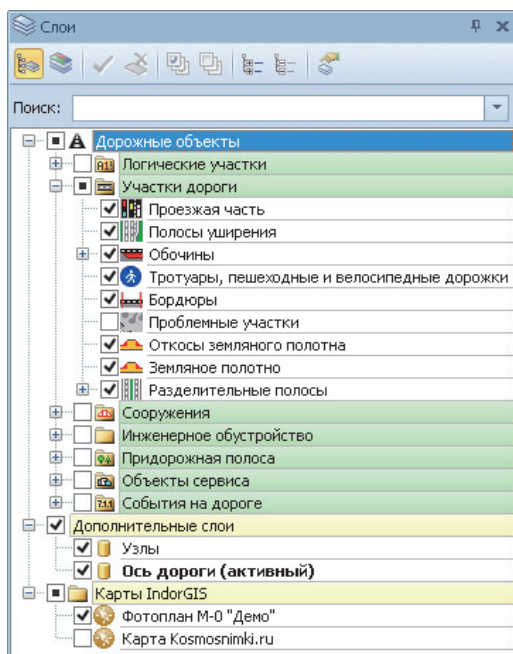 Слои
Поиск:
Дорожные объекты
Логические участки
Участки дороги
Проезжая часть
Полосы уширения
Обочины
Тротуары, пешеходные и велосипедные дорожки
Бордюры
Проблемные участки
Откосы земляного полотна
Земляное полотно
Разделительные полосы
Сооружения
Инженерное обустройство
Придорожная полоса
Объекты сервиса
События на дороге
Дополнительные слои
Узлы
Ось дороги (активный)
Карты IndorGIS
Фотоплан М-0 "Демо"
Карта Kosmosnimki.ru